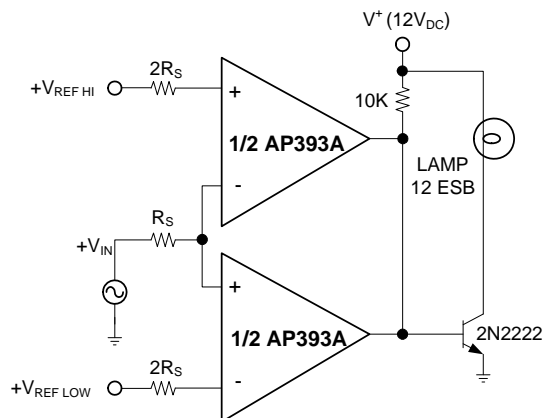 V⁺ (12V_DC)
+V_REF HI
2R_S
+
10K
1/2 AP393A
-
LAMP
12 ESB
R_S
+V_IN
+
1/2 AP393A
2N2222
2R_S
-
+V_REF LOW